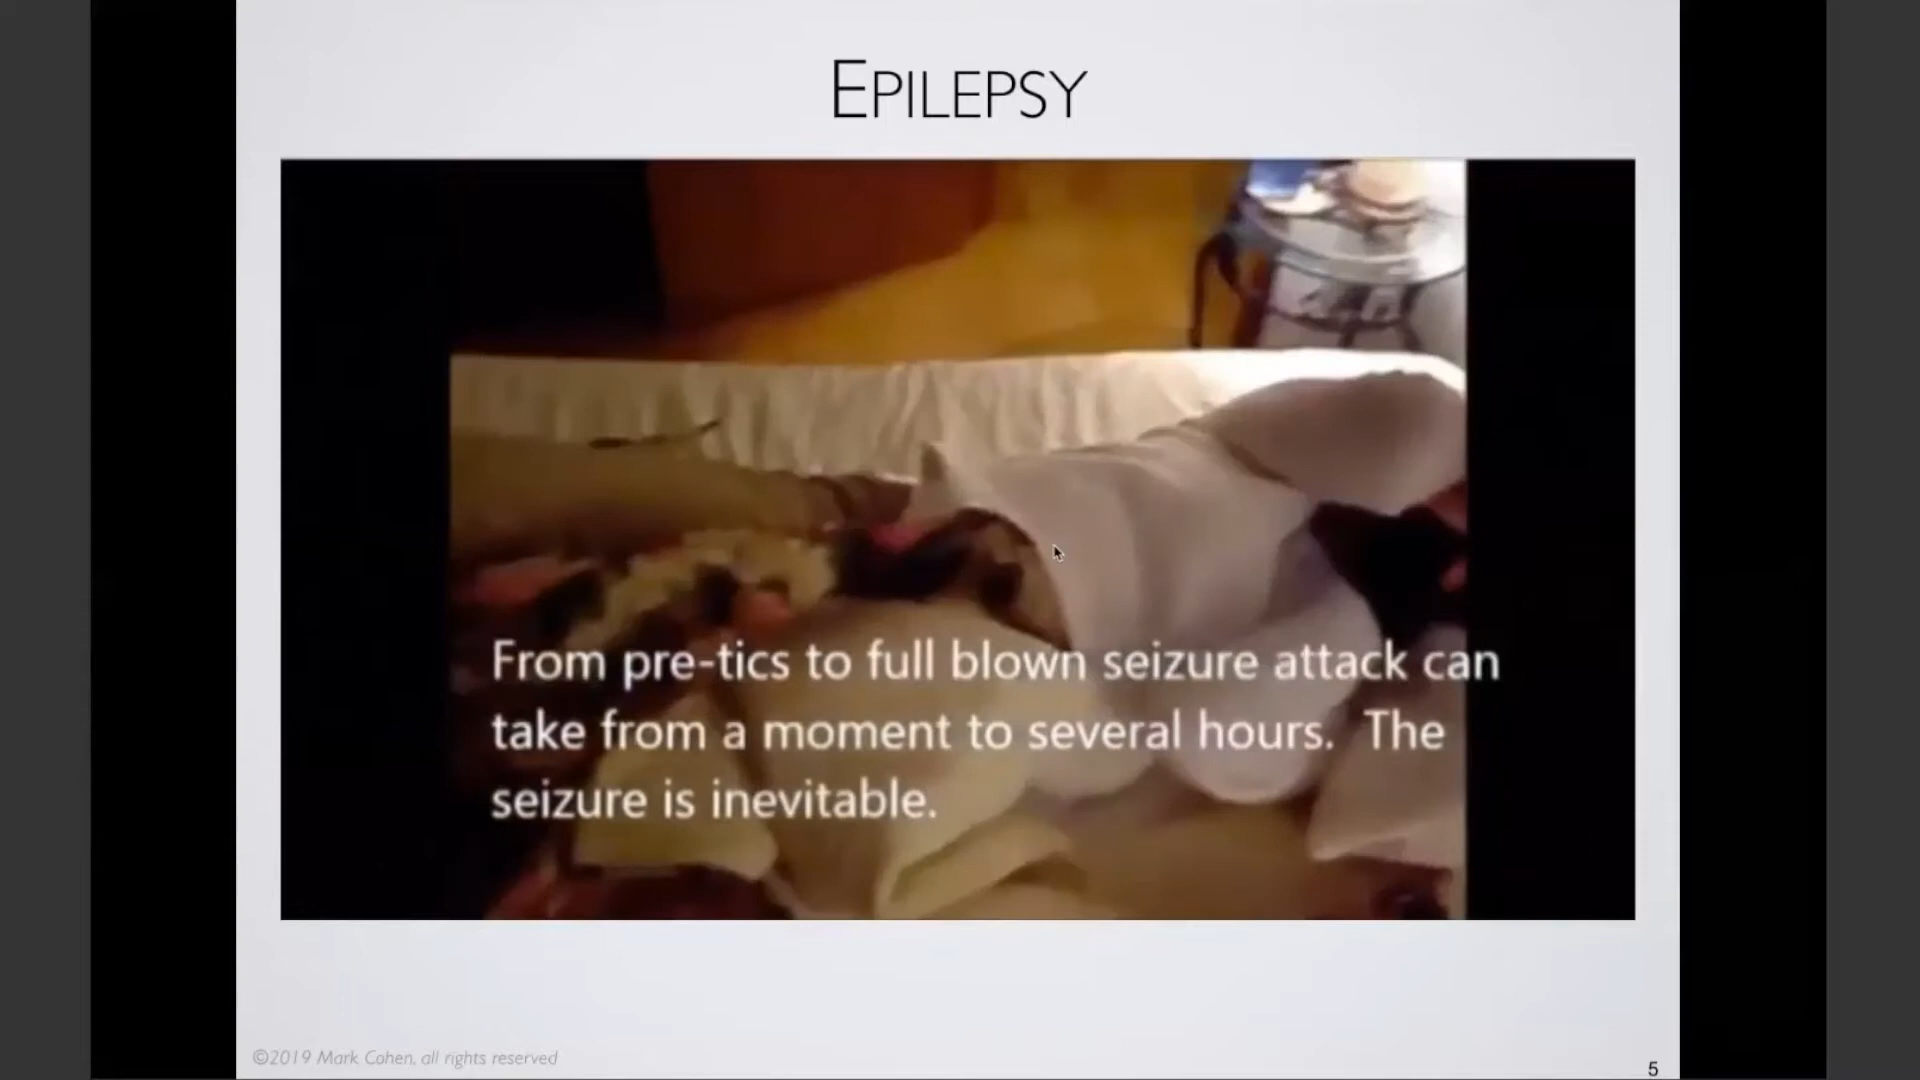 EPILEPSY
From pre-tics to full blown seizure attack can
take from a moment to several hours.  The
seizure is inevitable.
©2019 Mark Cohen, all rights reserved
5